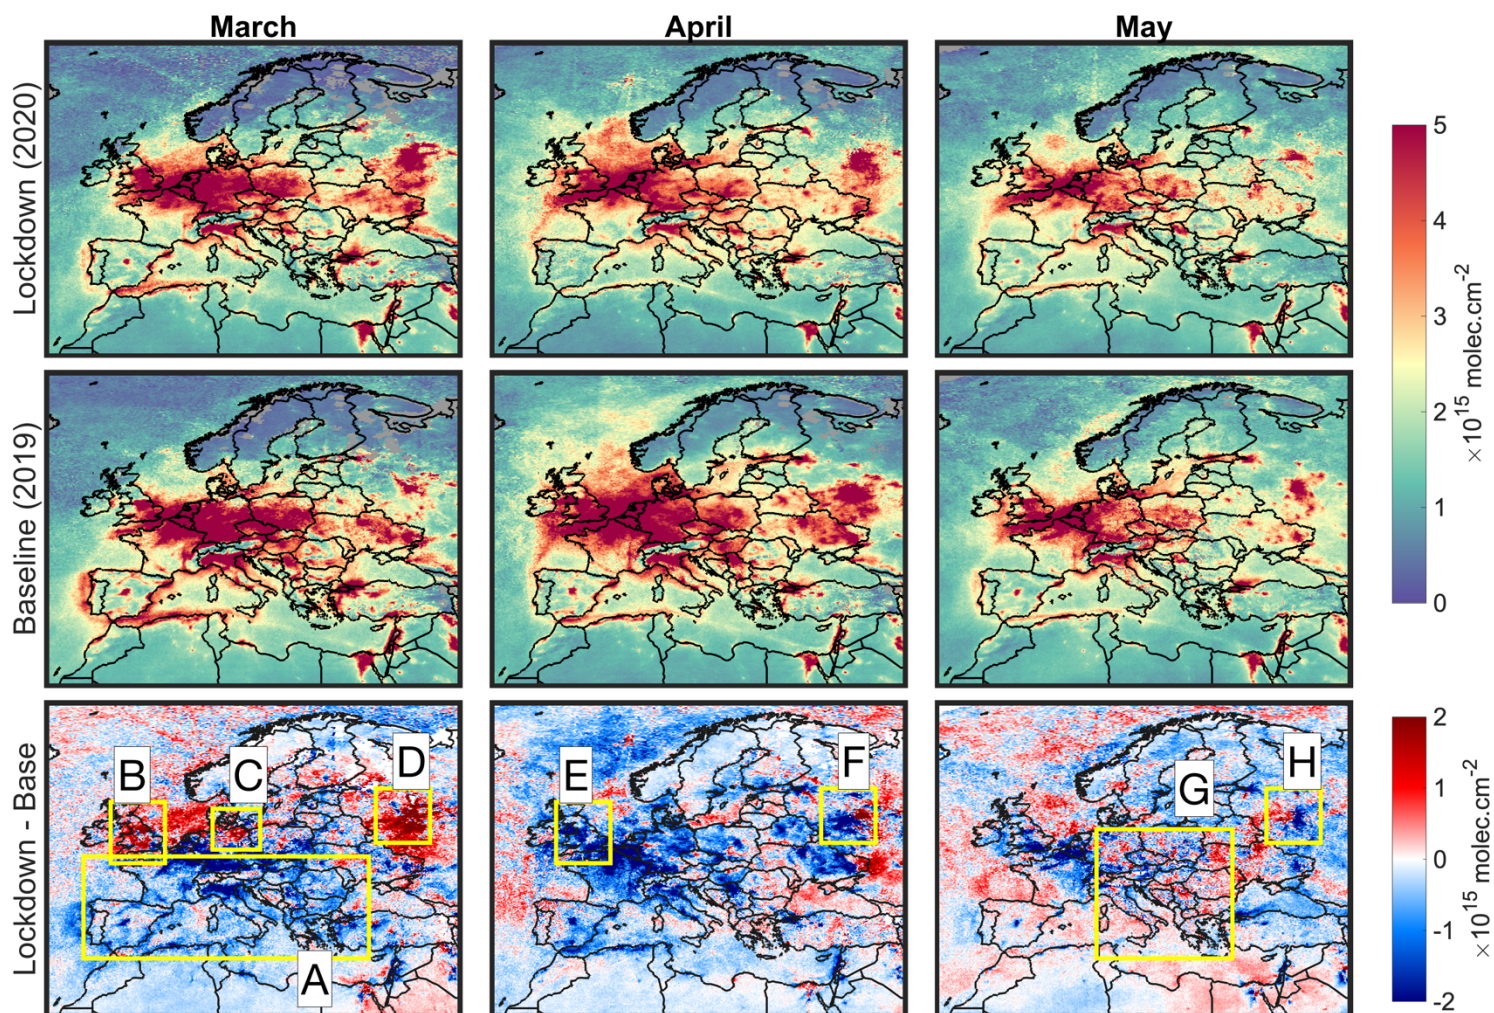 March
April
May
Lockdown (2020)
Baseline (2019)
Lockdown - Base
5
4
3
2
1
0
×10^15 molec.cm^-2
B
C
D
A
E
F
G
H
2
1
0
-1
-2
×10^15 molec.cm^-2